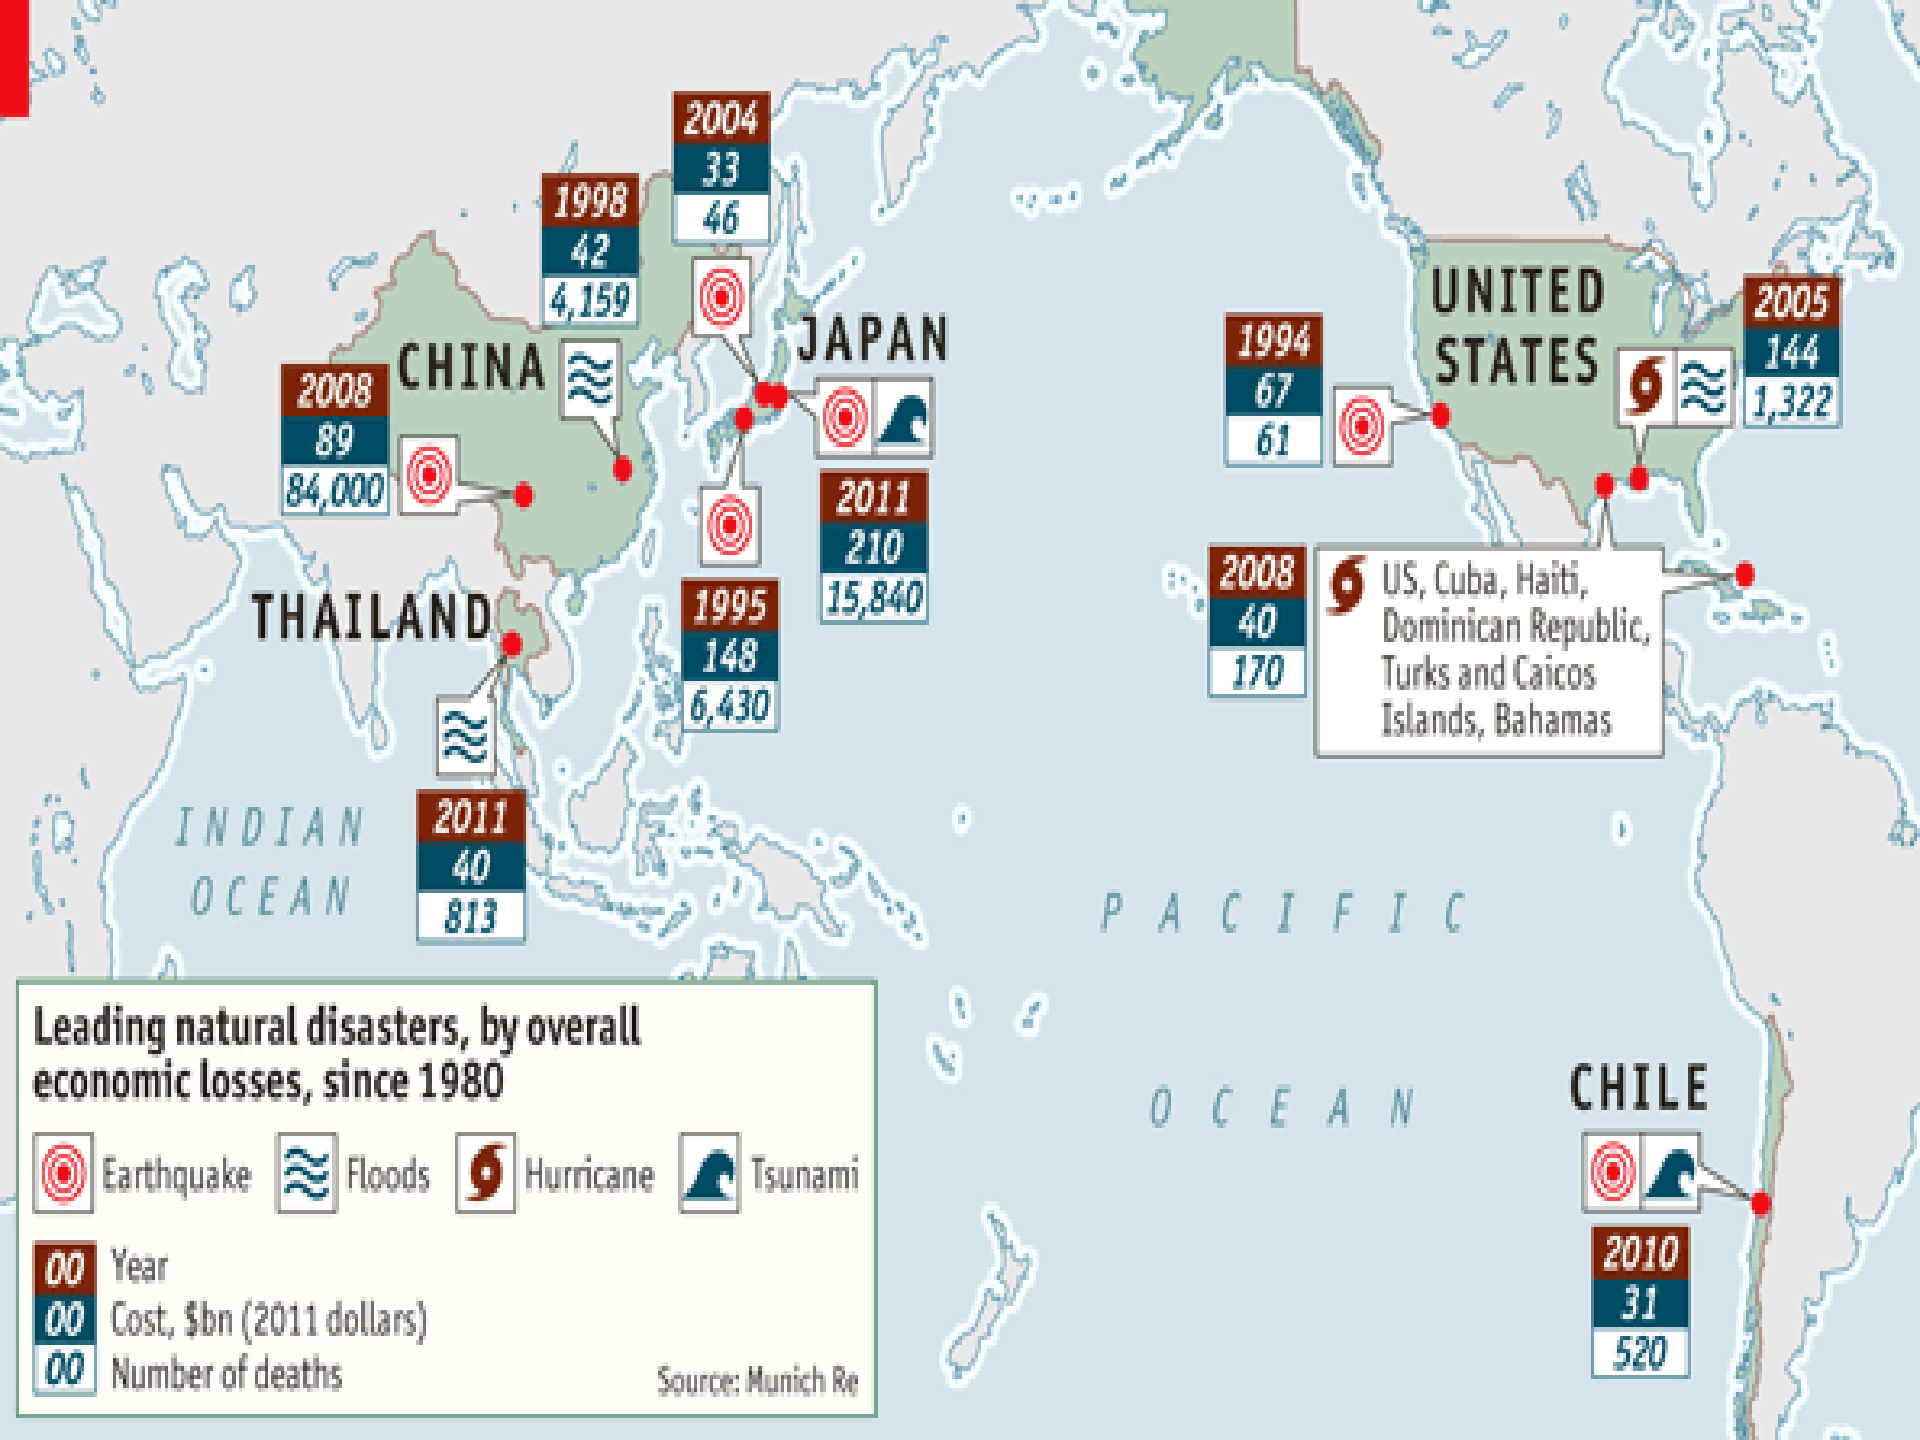 2004
33
46
1998
42
4,159
JAPAN
CHINA
2008
89
84,000
2011
210
15,840
1995
148
6,430
THAILAND
2011
40
813
UNITED
STATES
2005
144
1,322
1994
67
61
2008
40
170
US, Cuba, Haiti,
Dominican Republic,
Turks and Caicos
Islands, Bahamas
INDIAN
OCEAN
PACIFIC
OCEAN
CHILE
2010
31
520
Leading natural disasters, by overall
economic losses, since 1980
Earthquake Floods Hurricane Tsunami
00 Year
00 Cost, $bn (2011 dollars)
00 Number of deaths
Source: Munich Re